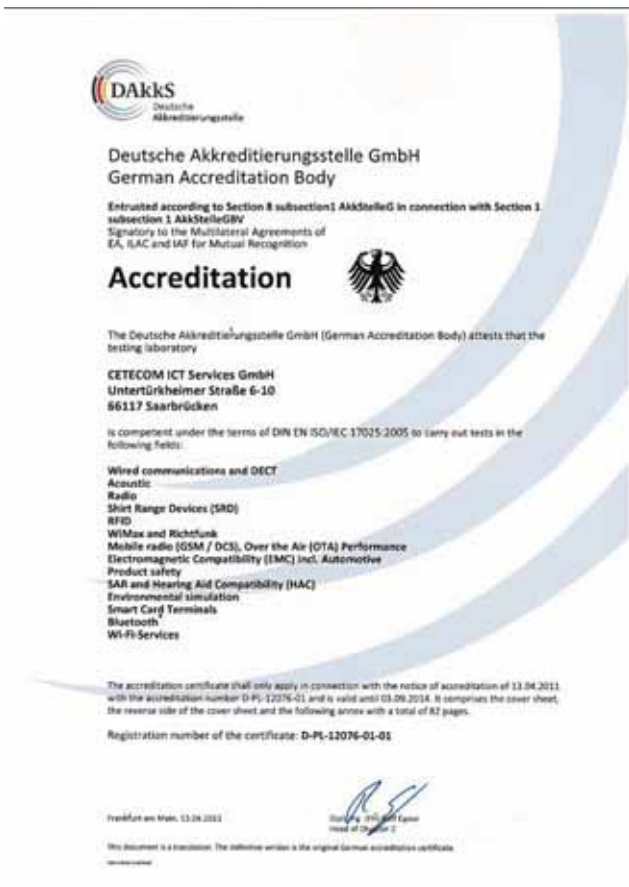 DAkkS
Deutsche
Akkreditierungsstelle
Deutsche Akkreditierungsstelle GmbH
German Accreditation Body
Entrusted according to Section 8 subsection1 AkkStelleG in connection with Section 1
subsection 1 AkkStelleGBV
Signatory to the Multilateral Agreements of
EA, ILAC and IAF for Mutual Recognition
Accreditation
The Deutsche Akkreditierungsstelle GmbH (German Accreditation Body) attests that the
testing laboratory
CETECOM ICT Services GmbH
Untertürkheimer Straße 6-10
66117 Saarbrücken
is competent under the terms of DIN EN ISO/IEC 17025:2005 to carry out tests in the
following fields:
Wired communications and DECT
Acoustic
Radio
Shirt Range Devices (SRD)
RFID
WiMax and Richtfunk
Mobile radio (GSM / DCS), Over the Air (OTA) Performance
Electromagnetic Compatibility (EMC) incl. Automotive
Product safety
SAR and Hearing Aid Compatibility (HAC)
Environmental simulation
Smart Card Terminals
Bluetooth
Wi-Fi-Services
The accreditation certificate shall only apply in connection with the notice of accreditation of 13.04.2011
with the accreditation number D-PL-12076-01 and is valid until 03.09.2014. It comprises the cover sheet,
the reverse side of the cover sheet and the following annex with a total of 82 pages.
Registration number of the certificate: D-PL-12076-01-01
Frankfurt am Main, 13.04.2011
Head of
This document is a translation. The definitive version is the original German accreditation certificate.